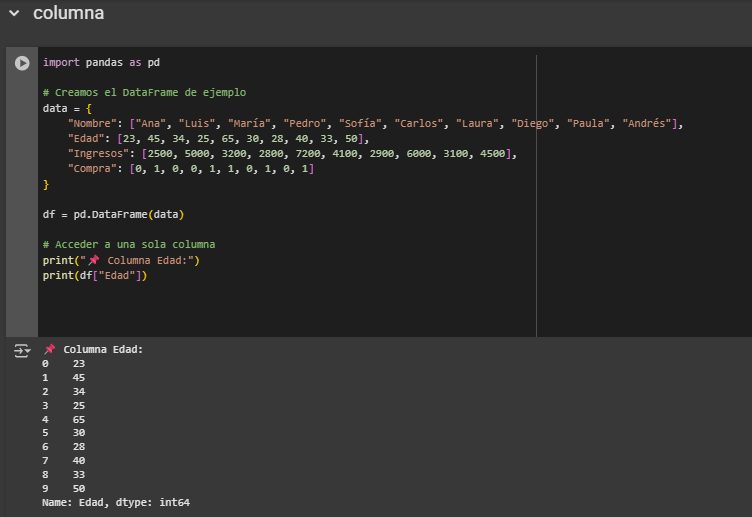 columna
import pandas as pd
# Creamos el DataFrame de ejemplo
data = {
    "Nombre": ["Ana", "Luis", "María", "Pedro", "Sofía", "Carlos", "Laura", "Diego", "Paula", "Andrés"],
    "Edad": [23, 45, 34, 25, 65, 30, 28, 40, 33, 50],
    "Ingresos": [2500, 5000, 3200, 2800, 7200, 4100, 2900, 6000, 3100, 4500],
    "Compra": [0, 1, 0, 0, 1, 1, 0, 1, 0, 1]
}
df = pd.DataFrame(data)
# Acceder a una sola columna
print("📌 Columna Edad:")
print(df["Edad"])
📌 Columna Edad:
0    23
1    45
2    34
3    25
4    65
5    30
6    28
7    40
8    33
9    50
Name: Edad, dtype: int64